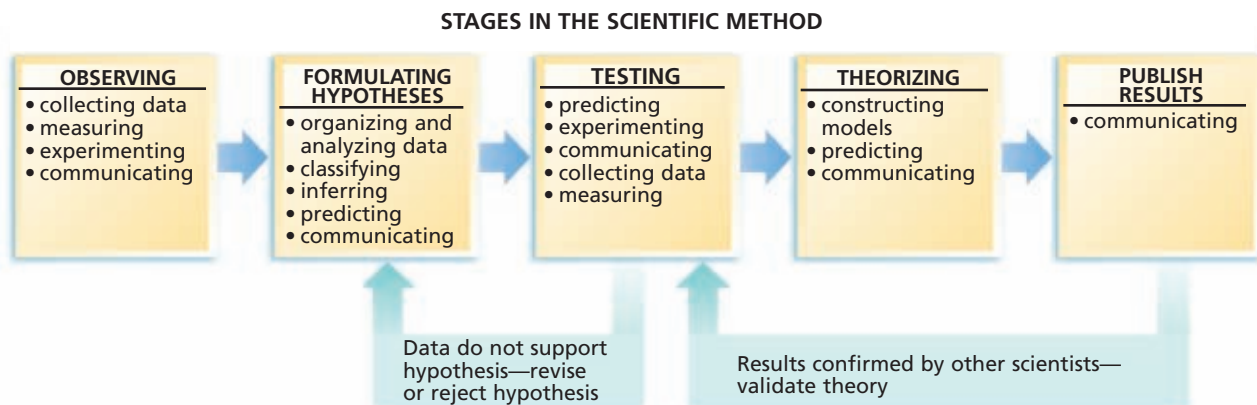 STAGES IN THE SCIENTIFIC METHOD
OBSERVING
• collecting data
• measuring
• experimenting
• communicating
FORMULATING
HYPOTHESES
• organizing and
analyzing data
• classifying
• inferring
• predicting
• communicating
TESTING
• predicting
• experimenting
• communicating
• collecting data
• measuring
THEORIZING
• constructing
models
• predicting
• communicating
PUBLISH
RESULTS
• communicating
Data do not support
hypothesis—revise
or reject hypothesis
Results confirmed by other scientists—
validate theory